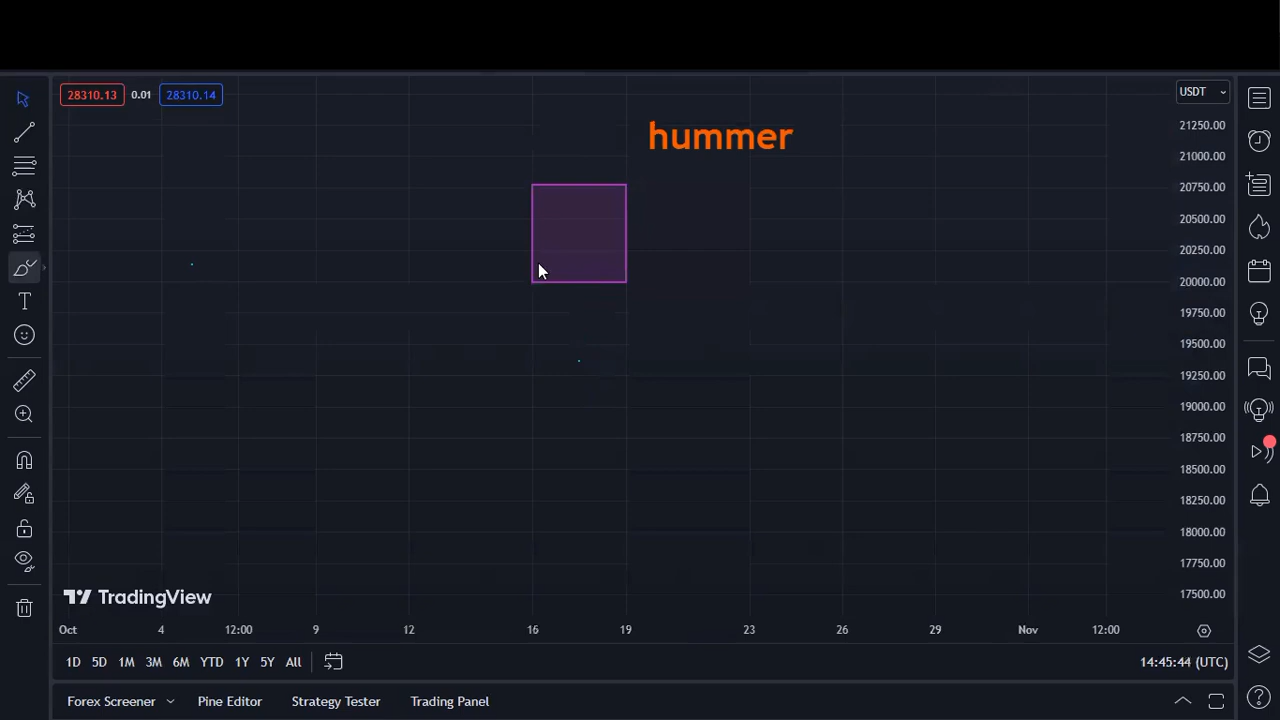 28310.13 0.01 28310.14
USDT
hummer
21250.00
21000.00
20750.00
20500.00
20250.00
20000.00
19750.00
19500.00
19250.00
19000.00
18750.00
18500.00
18250.00
18000.00
17750.00
17500.00
TradingView
Oct 4 12:00 9 12 16 19 23 26 29 Nov 12:00
1D 5D 1M 3M 6M YTD 1Y 5Y All 14:45:44 (UTC)
Forex Screener Pine Editor Strategy Tester Trading Panel